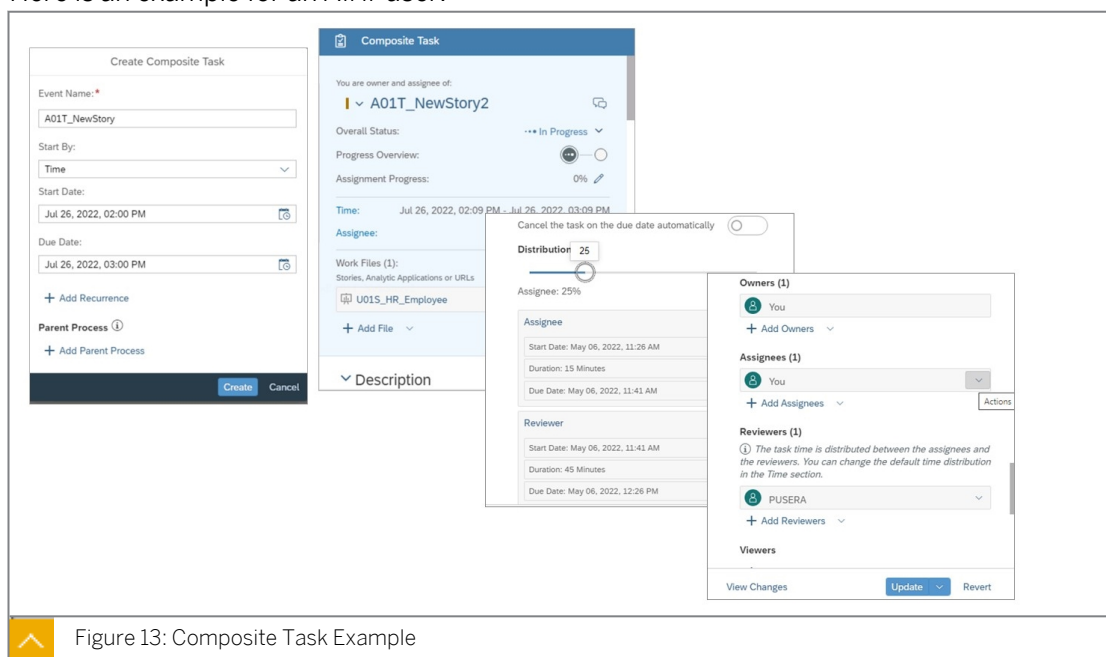 Create Composite Task
Event Name:*
A01T_NewStory
Start By:
Time
Start Date:
Jul 26, 2022, 02:00 PM
Due Date:
Jul 26, 2022, 03:00 PM
+ Add Recurrence
Parent Process
+ Add Parent Process
Create Cancel
Composite Task
You are owner and assignee of:
A01T_NewStory2
Overall Status: In Progress
Progress Overview:
Assignment Progress: 0%
Time: Jul 26, 2022, 02:09 PM - Jul 26, 2022, 03:09 PM
Assignee:
Work Files (1):
Stories, Analytic Applications or URLs
U01S_HR_Employee
+ Add File
Description
Cancel the task on the due date automatically
Distribution 25
Assignee: 25%
Assignee
Start Date: May 06, 2022, 11:26 AM
Duration: 15 Minutes
Due Date: May 06, 2022, 11:41 AM
Reviewer
Start Date: May 06, 2022, 11:41 AM
Duration: 45 Minutes
Due Date: May 06, 2022, 12:26 PM
Owners (1)
You
+ Add Owners
Assignees (1)
You
+ Add Assignees
Actions
Reviewers (1)
The task time is distributed between the assignees and
the reviewers. You can change the default time distribution
in the Time section.
PUSERA
+ Add Reviewers
Viewers
View Changes Update Revert
Figure 13: Composite Task Example